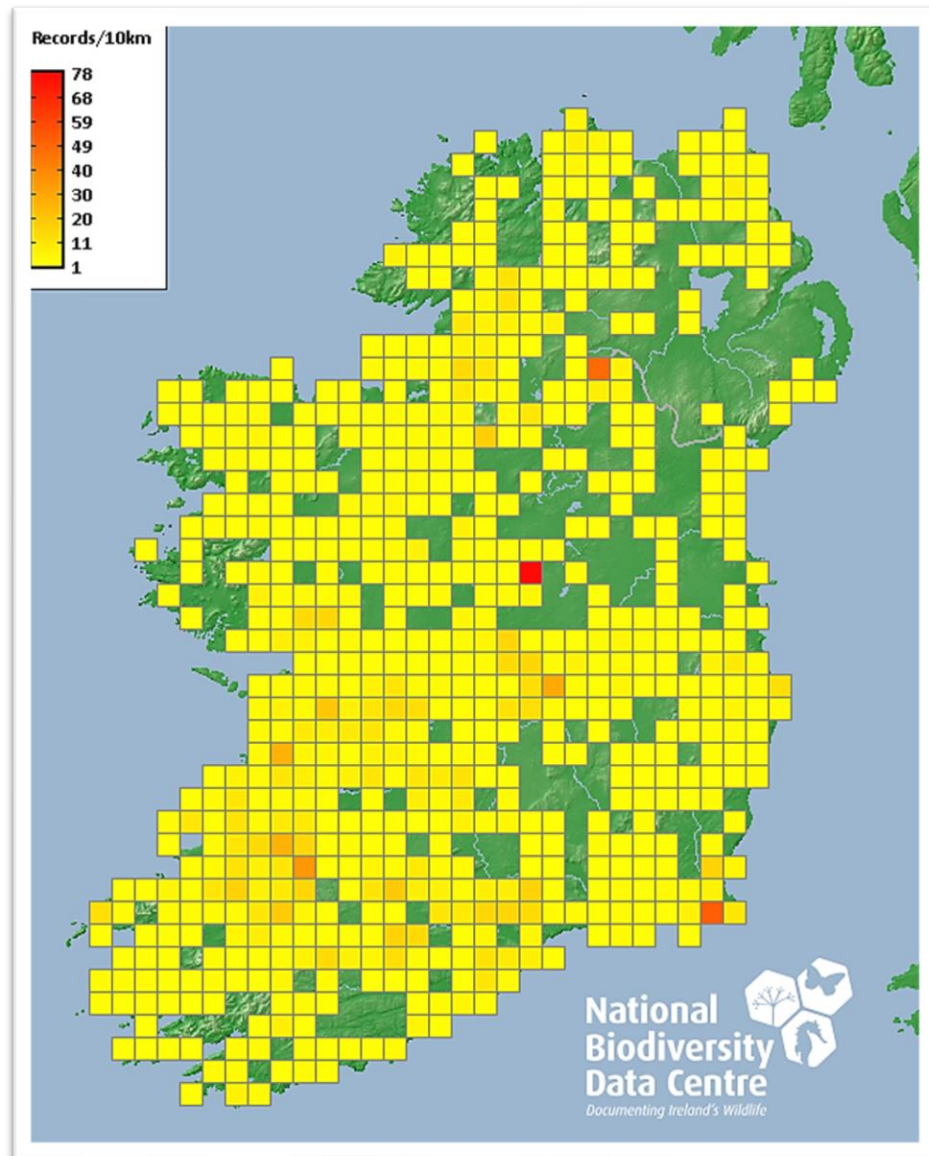 Records/10km
78
68
59
49
40
30
20
11
1
National
Biodiversity
Data Centre
Documenting Ireland's Wildlife